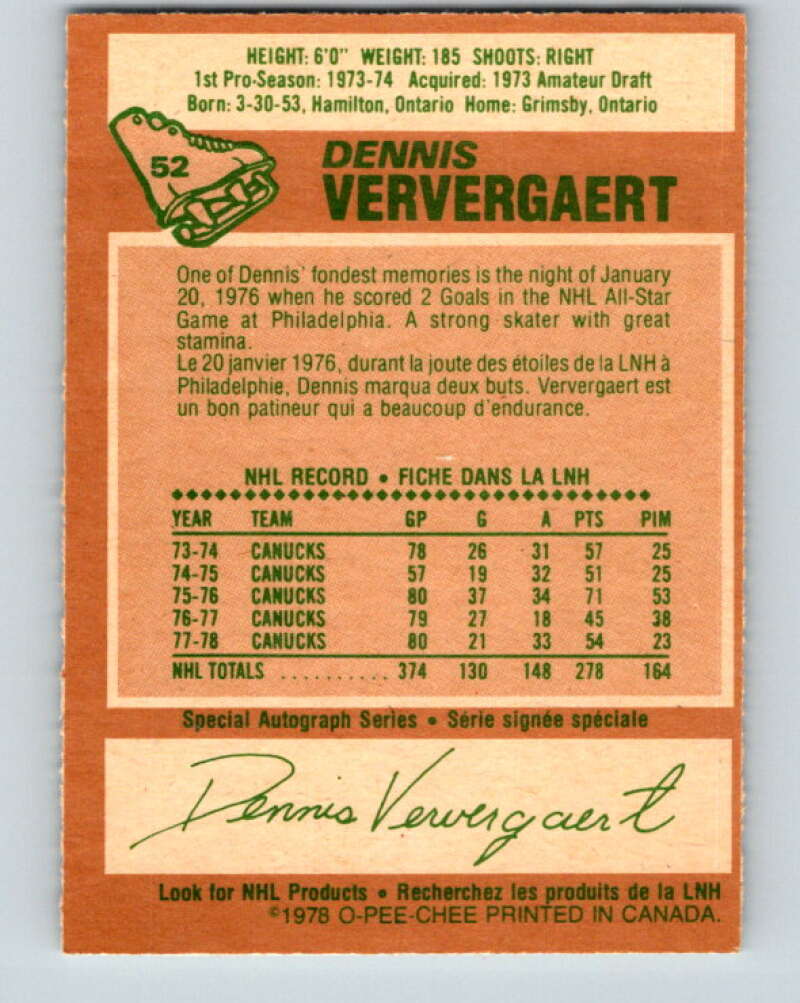 HEIGHT: 6'0" WEIGHT: 185 SHOOTS: RIGHT
1st Pro-Season: 1973-74 Acquired: 1973 Amateur Draft
Born: 3-30-53, Hamilton, Ontario Home: Grimsby, Ontario
52
DENNIS
VERVERGAERT
One of Dennis' fondest memories is the night of January
20, 1976 when he scored 2 Goals in the NHL All-Star
Game at Philadelphia. A strong skater with great
stamina.
Le 20 janvier 1976, durant la joute des étoiles de la LNH à
Philadelphie, Dennis marqua deux buts. Ververgaert est
un bon patineur qui a beaucoup d'endurance.
NHL RECORD • FICHE DANS LA LNH
YEAR TEAM GP G A PTS PIM
73-74 CANUCKS 78 26 31 57 25
74-75 CANUCKS 57 19 32 51 25
75-76 CANUCKS 80 37 34 71 53
76-77 CANUCKS 79 27 18 45 38
77-78 CANUCKS 80 21 33 54 23
NHL TOTALS .......... 374 130 148 278 164
Special Autograph Series • Série signée spéciale
Dennis Ververgaert
Look for NHL Products • Recherchez les produits de la LNH
©1978 O-PEE-CHEE PRINTED IN CANADA.